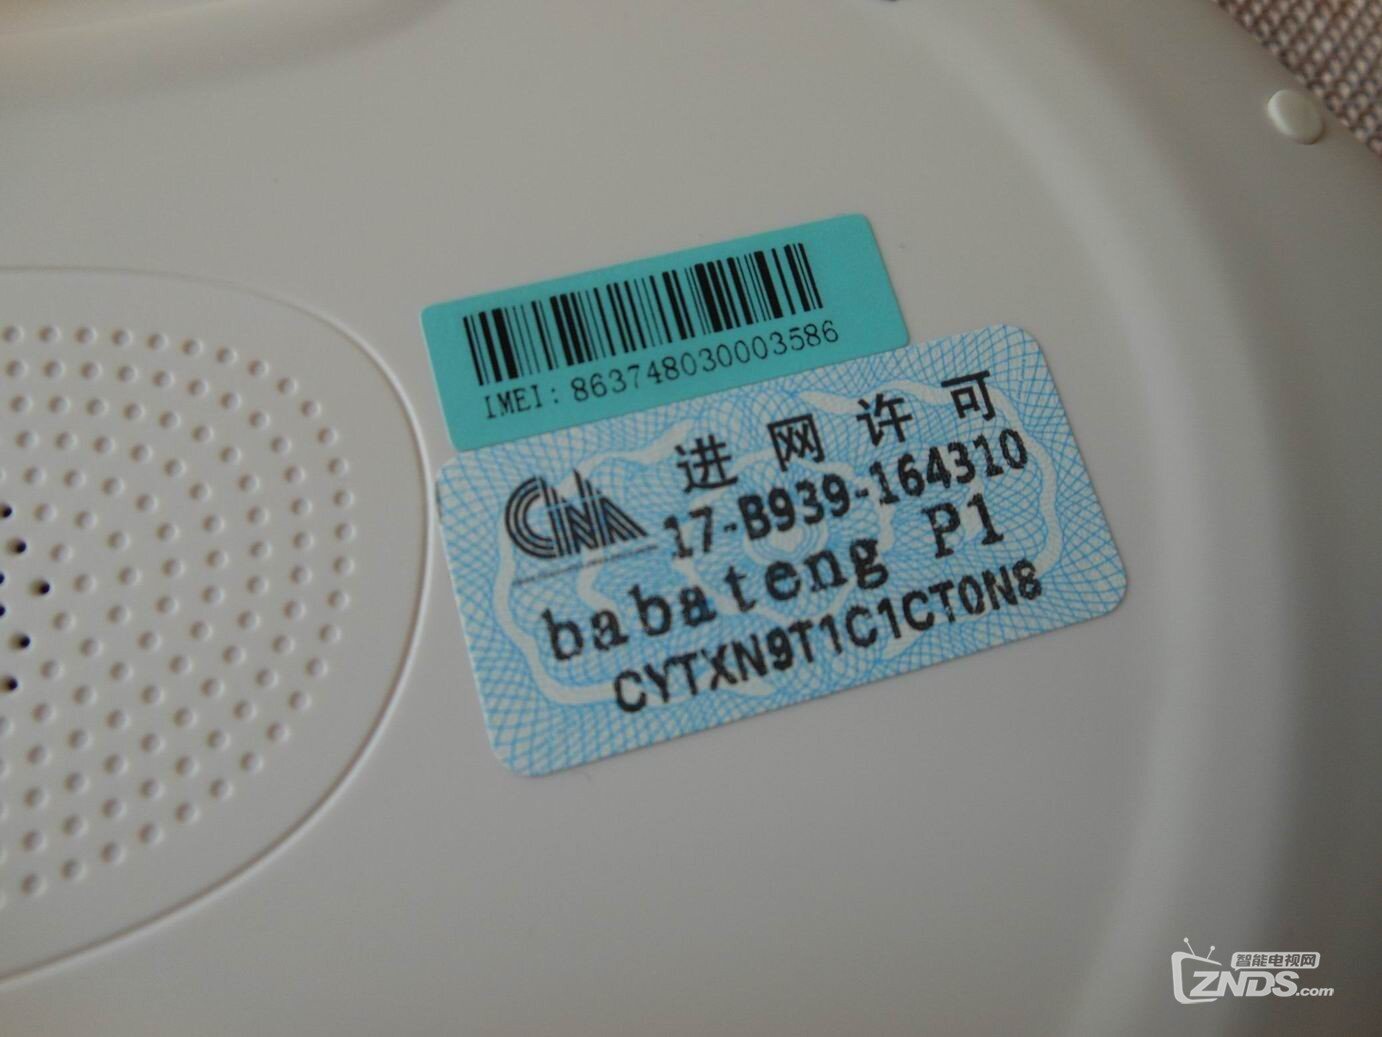 IMEI: 863748030003586
进网许可
CNA
17-B939-164310
babateng P1
CYTXN9T1C1CT0N8
智能电视网
ZNDS.com